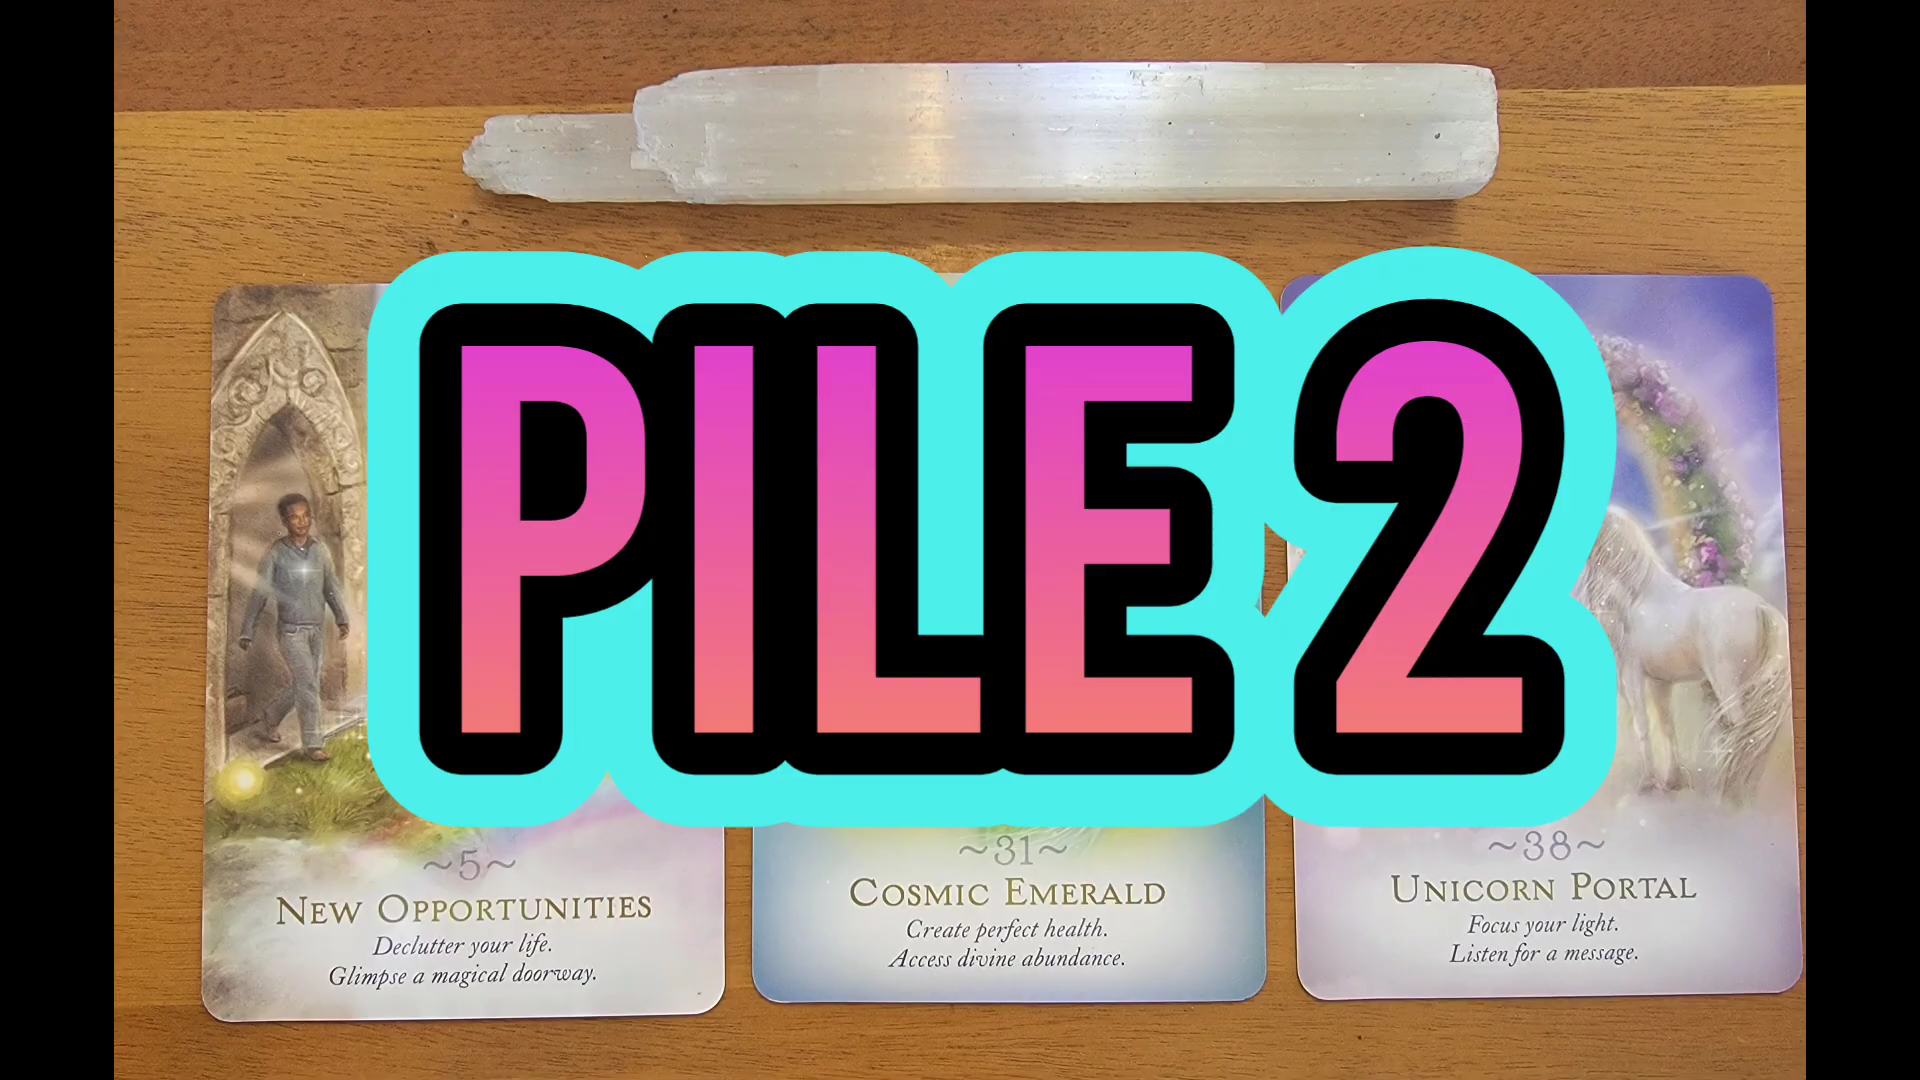 PILE 2
~5~
NEW OPPORTUNITIES
Declutter your life.
Glimpse a magical doorway.
~31~
COSMIC EMERALD
Create perfect health.
Access divine abundance.
~38~
UNICORN PORTAL
Focus your light.
Listen for a message.